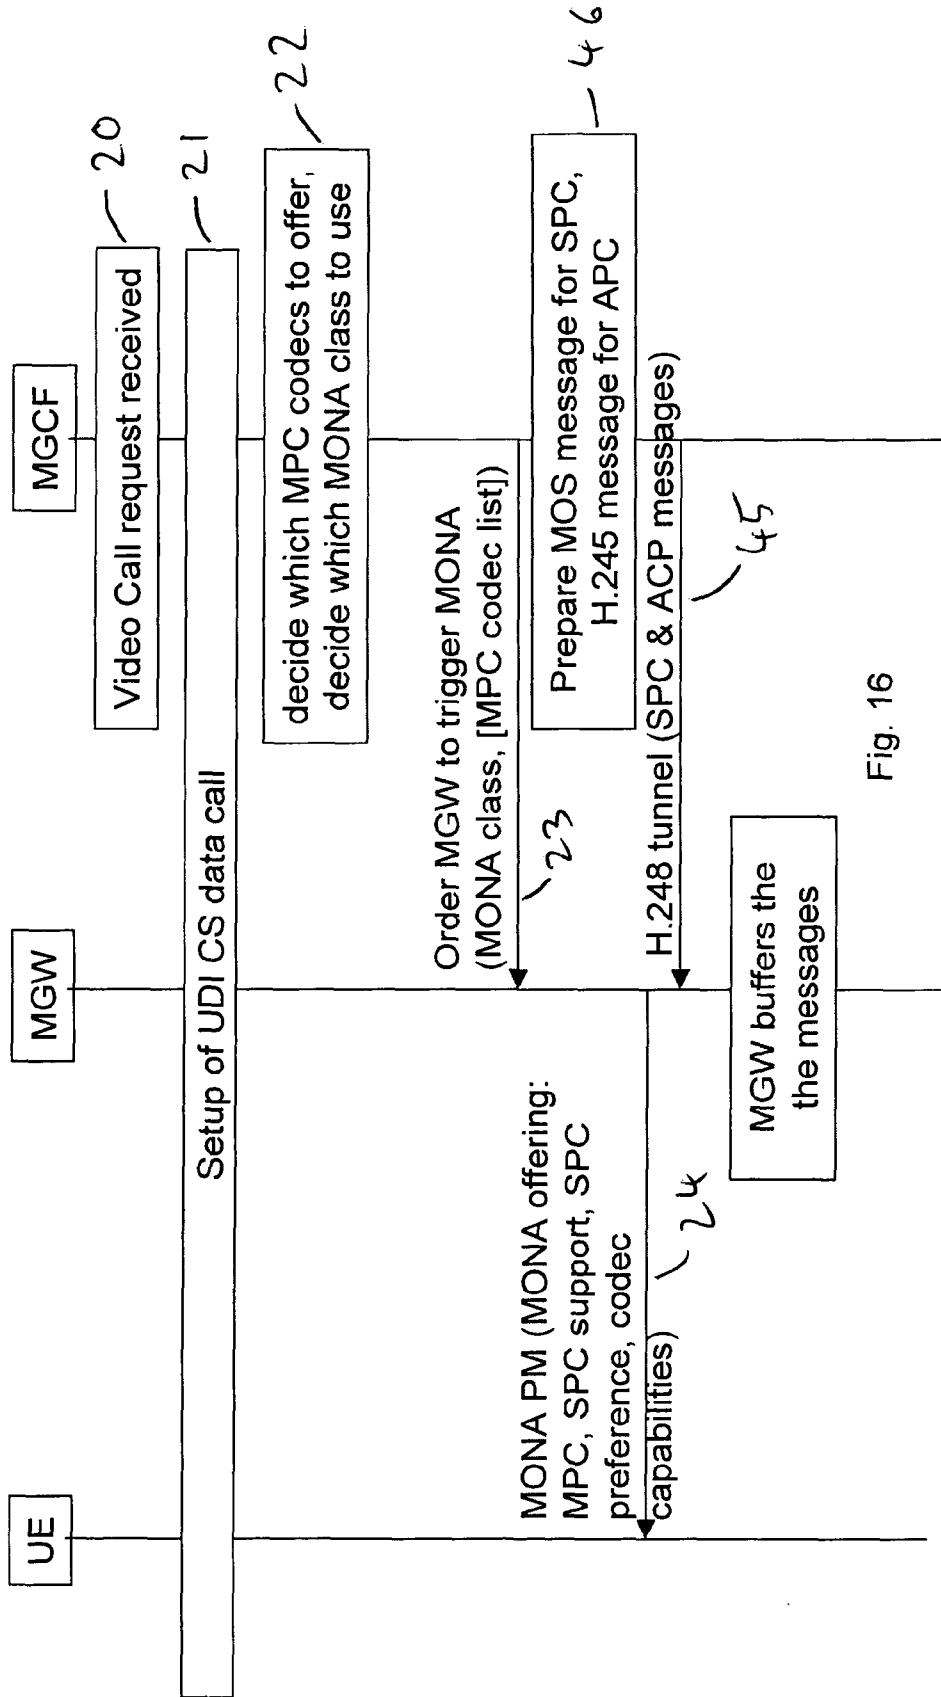 UE
MGW
MGCF
Video Call request received
20
Setup of UDI CS data call
21
decide which MPC codecs to offer,
decide which MONA class to use
22
Order MGW to trigger MONA
(MONA class, [MPC codec list])
23
MONA PM (MONA offering:
MPC, SPC support, SPC
preference, codec
capabilities)
24
Prepare MOS message for SPC,
H.245 message for APC
46
H.248 tunnel (SPC & ACP messages)
45
MGW buffers the
the messages
Fig. 16